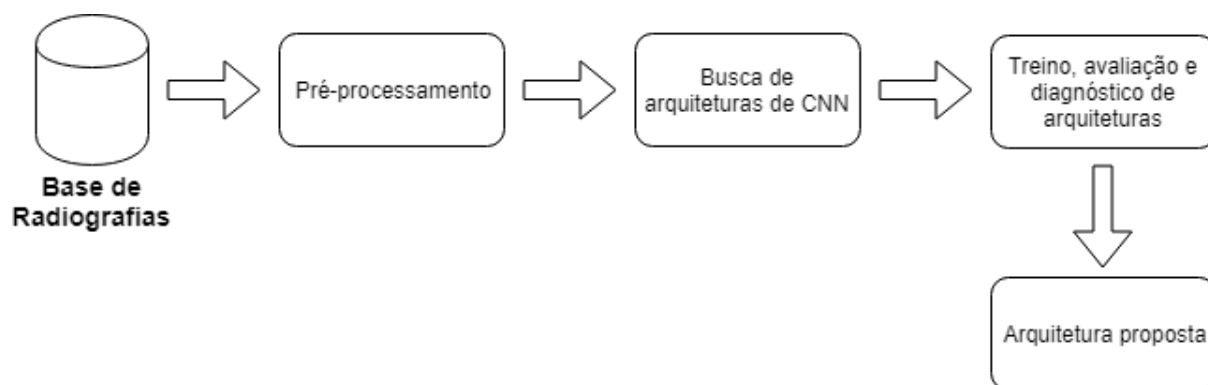 Base de
Radiografias
Pré-processamento
Busca de
arquiteturas de CNN
Treino, avaliação e
diagnóstico de
arquiteturas
Arquitetura proposta